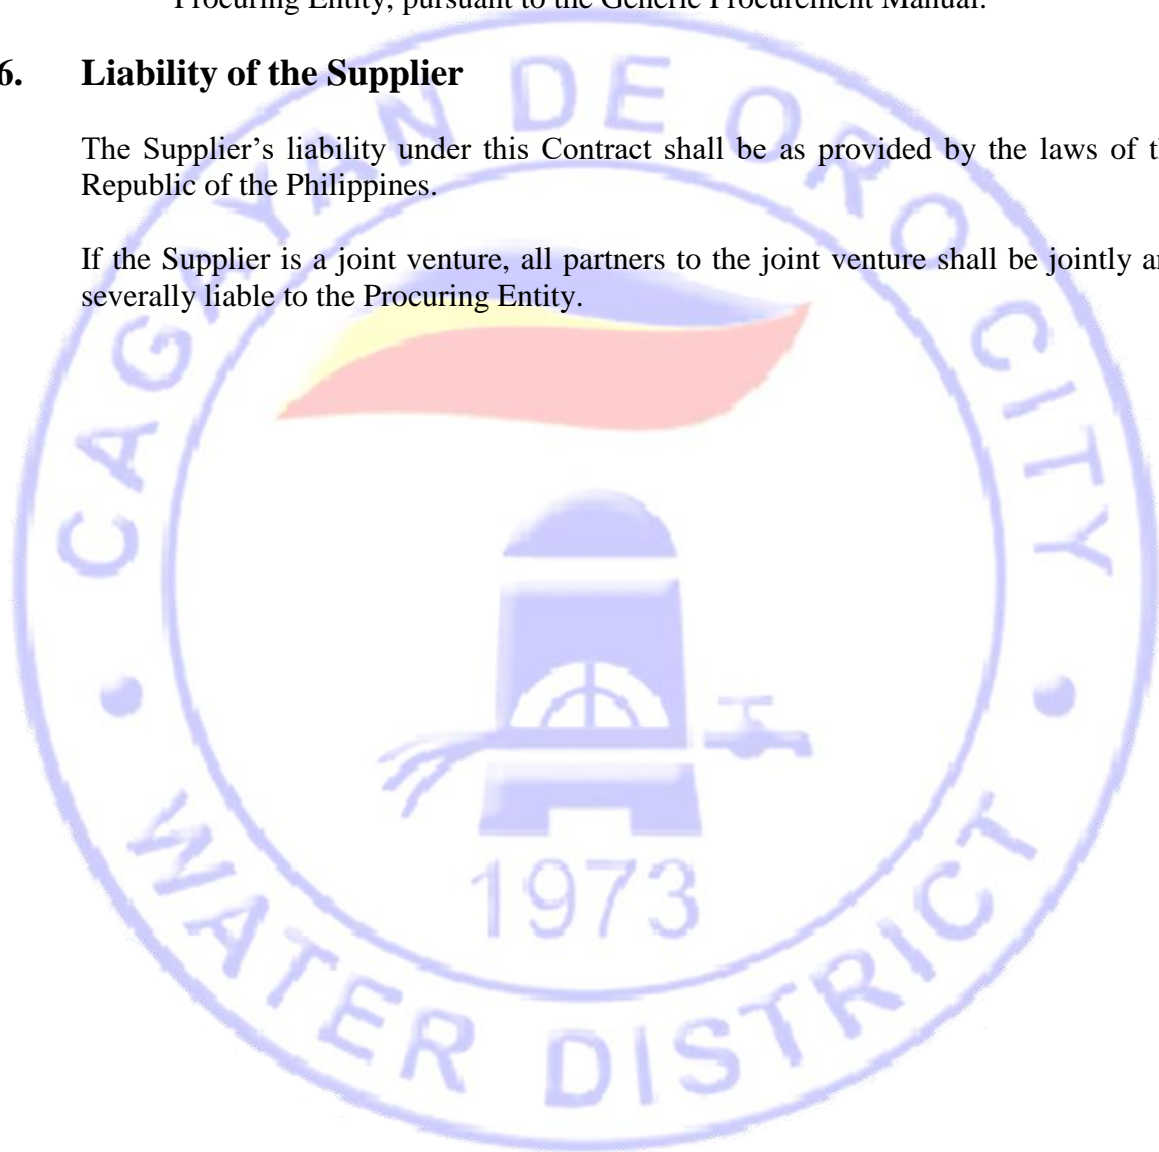 Procuring Entity, pursuant to the Generic Procurement Manual.
6. Liability of the Supplier
The Supplier’s liability under this Contract shall be as provided by the laws of th
Republic of the Philippines.
If the Supplier is a joint venture, all partners to the joint venture shall be jointly an
severally liable to the Procuring Entity.
CAGAYAN DE ORO CITY
1973
WATER DISTRICT